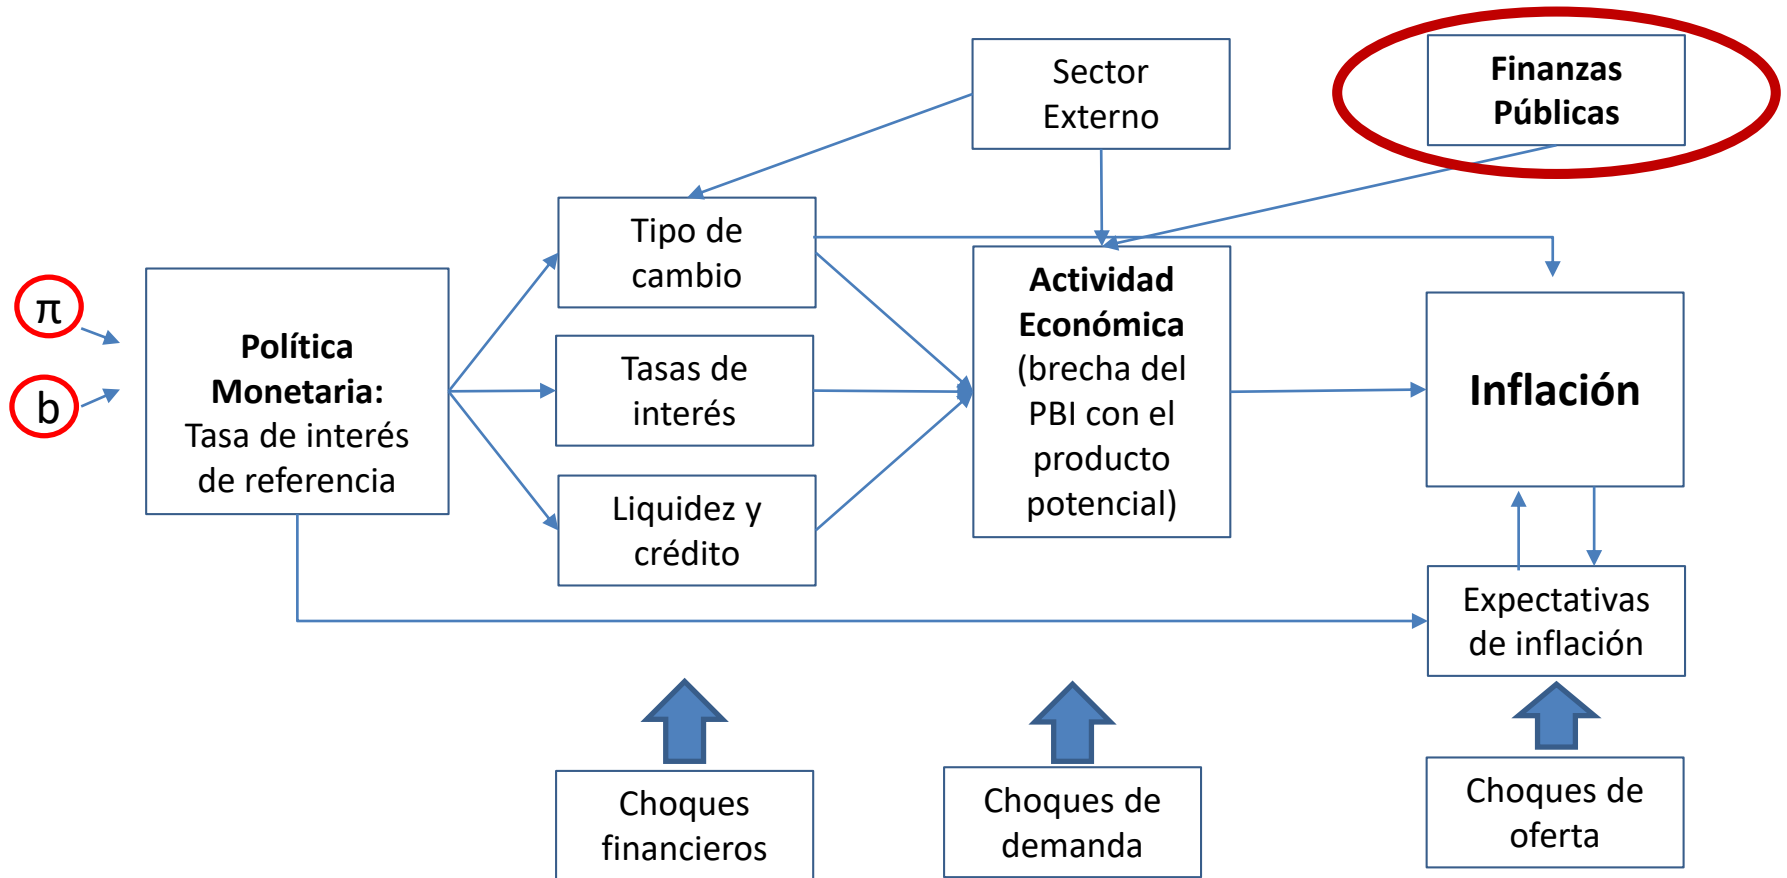 Sector
Externo
Finanzas
Públicas
Tipo de
cambio
π
b
Política
Monetaria:
Tasa de interés
de referencia
Tasas de
interés
Liquidez y
crédito
Actividad
Económica
(brecha del
PBI con el
producto
potencial)
Inflación
Expectativas
de inflación
Choques
financieros
Choques de
demanda
Choques de
oferta